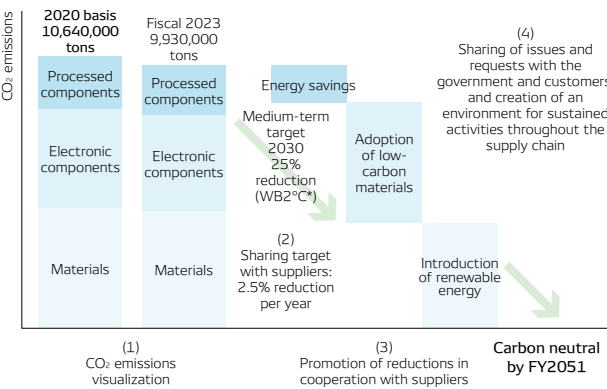 CO₂ emissions
2020 basis
10,640,000
tons
Processed
components
Electronic
components
Materials
Fiscal 2023
9,930,000
tons
Processed
components
Electronic
components
Materials
Energy savings
Medium-term
target
2030
25%
reduction
(WB2°C*)
(2)
Sharing target
with suppliers:
2.5% reduction
per year
Adoption
of low-
carbon
materials
Introduction
of renewable
energy
(4)
Sharing of issues and
requests with the
government and customers
and creation of an
environment for sustained
activities throughout the
supply chain
(1)
CO₂ emissions
visualization
(3)
Promotion of reductions in
cooperation with suppliers
Carbon neutral
by FY2051